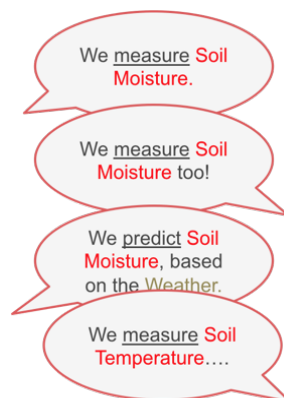 We measure Soil
Moisture.
We measure Soil
Moisture too!
We predict Soil
Moisture, based
on the Weather.
We measure Soil
Temperature....